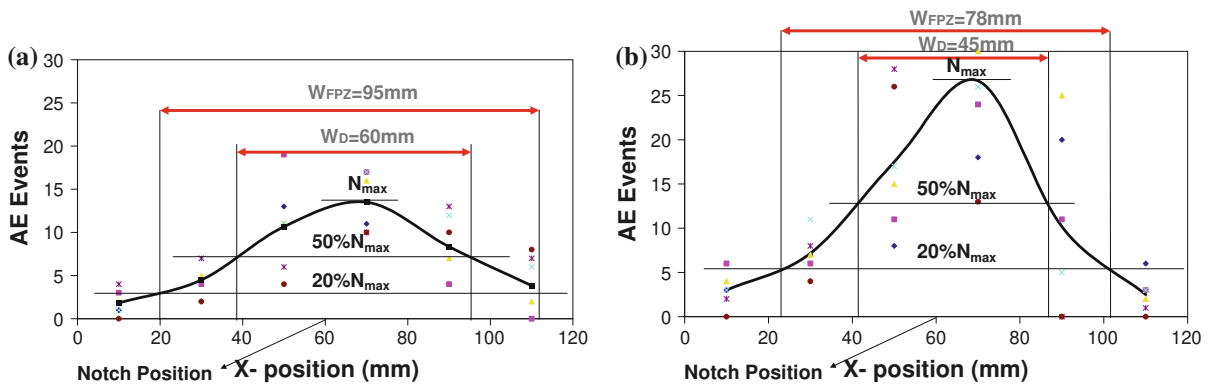 (a)
30
25
20
15
10
5
0
AE Events
WFPZ=95mm
WD=60mm
Nmax
50%Nmax
20%Nmax
0 20 40 60 80 100 120
Notch Position
X- position (mm)
(b)
WFPZ=78mm
30
25
20
15
10
5
0
AE Events
WD=45mm
Nmax
50%Nmax
20%Nmax
0 20 40 60 80 100 120
Notch Position
X- position (mm)